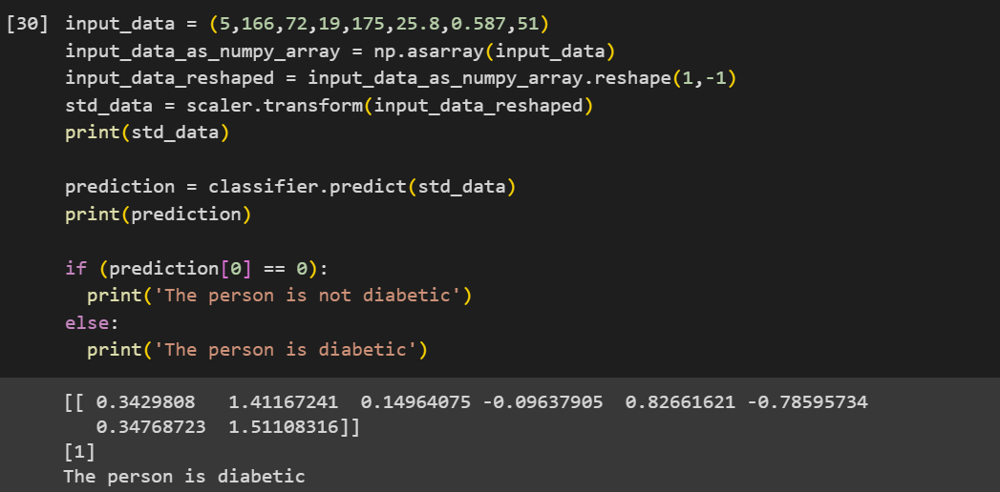 [30] input_data = (5,166,72,19,175,25.8,0.587,51)
input_data_as_numpy_array = np.asarray(input_data)
input_data_reshaped = input_data_as_numpy_array.reshape(1,-1)
std_data = scaler.transform(input_data_reshaped)
print(std_data)
prediction = classifier.predict(std_data)
print(prediction)
if (prediction[0] == 0):
  print('The person is not diabetic')
else:
  print('The person is diabetic')
[[ 0.3429808   1.41167241  0.14964075 -0.09637905  0.82661621 -0.78595734
   0.34768723  1.51108316]]
[1]
The person is diabetic